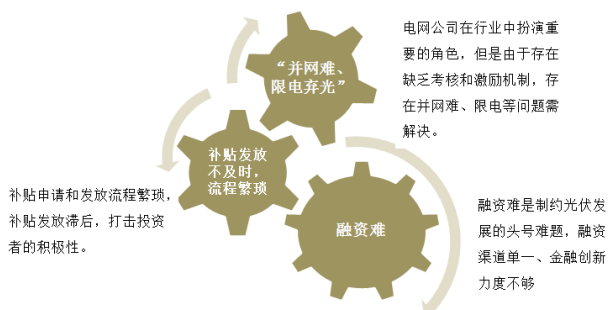 “并网难、
限电弃光”
电网公司在行业中扮演重
要的角色，但是由于存在
缺乏考核和激励机制，存
在并网难、限电等问题需
解决。
补贴发放
不及时，
流程繁琐
补贴申请和发放流程繁琐，
补贴发放滞后，打击投资
者的积极性。
融资难
融资难是制约光伏发
展的头号难题，融资
渠道单一、金融创新
力度不够